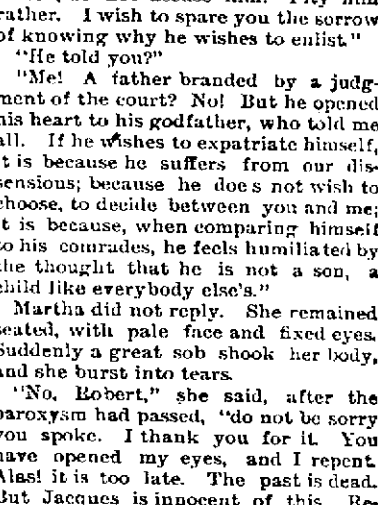 rather. I wish to spare you the sorrow
of knowing why he wishes to enlist."
"He told you?"
"Me! A father branded by a judg-
ment of the court? No! But he opened
his heart to his godfather, who told me
all. If he wishes to expatriate himself,
it is because he suffers from our dis-
sensions; because he does not wish to
choose, to decide between you and me;
it is because, when comparing himself
to his comrades, he feels humiliated by
the thought that he is not a son, a
child like everybody else's."
Martha did not reply. She remained
seated, with pale face and fixed eyes.
Suddenly a great sob shook her body,
and she burst into tears.
"No, Robert," she said, after the
paroxysm had passed, "do not be sorry
you spoke. I thank you for it. You
have opened my eyes, and I repent.
Alas! it is too late. The past is dead.
But Jacques is innocent of this. Re-